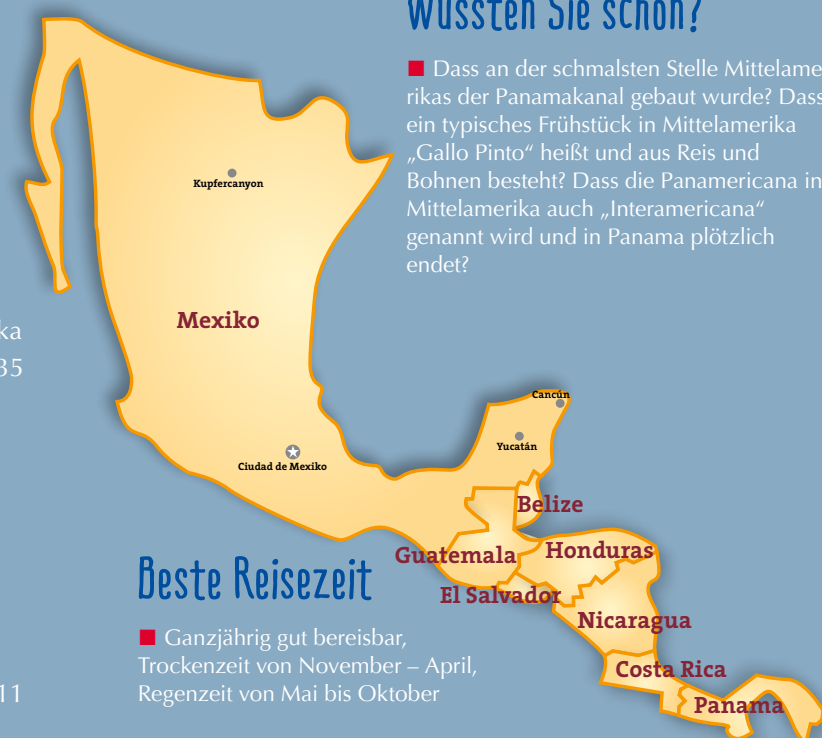 Wussten Sie schon?
■ Dass an der schmalsten Stelle Mittelame
rikas der Panamakanal gebaut wurde? Dass
ein typisches Frühstück in Mittelamerika
„Gallo Pinto“ heißt und aus Reis und
Bohnen besteht? Dass die Panamericana in
Mittelamerika auch „Interamericana“
genannt wird und in Panama plötzlich
endet?
Kupfercanyon
Mexiko
ka
35
Cancún
Yucatán
Ciudad de Mexiko
Belize
Guatemala
Honduras
El Salvador
Nicaragua
Costa Rica
Panama
Beste Reisezeit
■ Ganzjährig gut bereisbar,
Trockenzeit von November – April,
Regenzeit von Mai bis Oktober
11